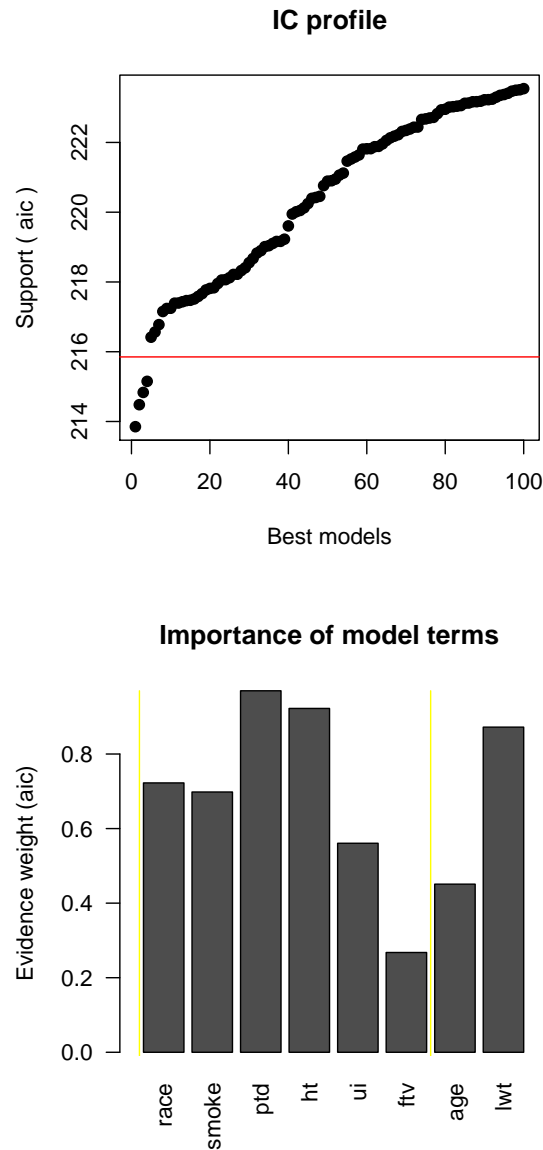 IC profile
Support ( aic )
222
220
218
216
214
0 20 40 60 80 100
Best models
Importance of model terms
Evidence weight (aic)
0.8
0.6
0.4
0.2
0.0
race smoke ptd ht ui ftv age lwt